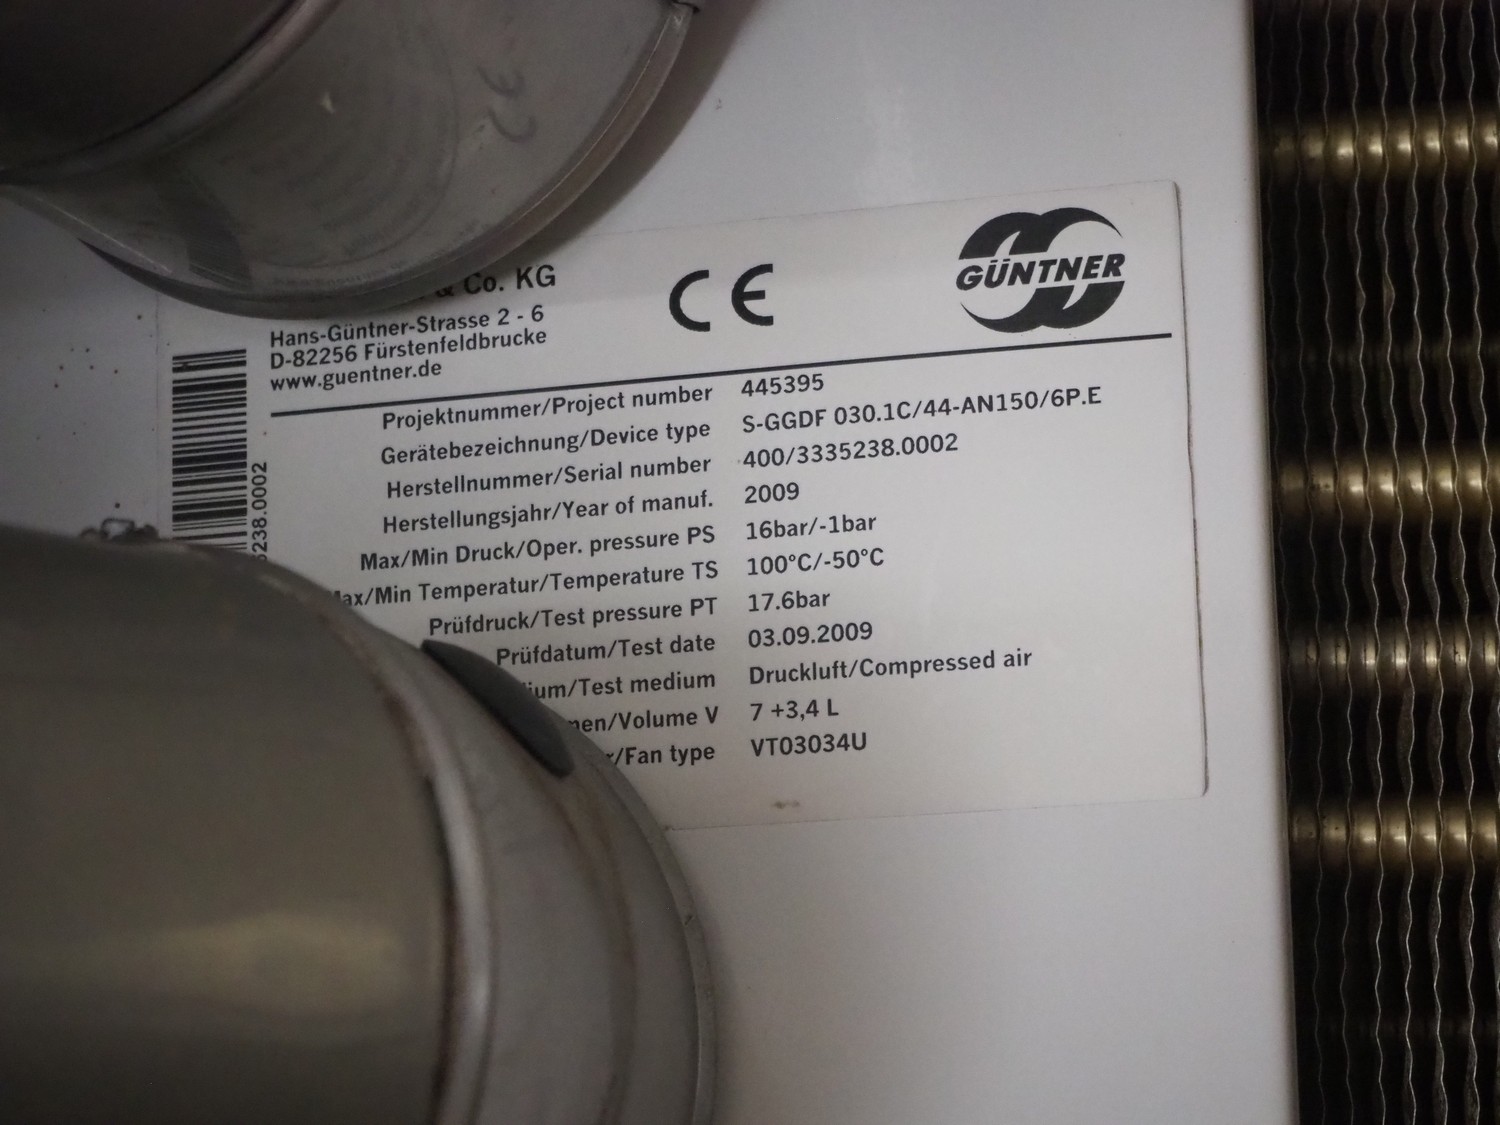 & Co. KG
Hans-Güntner-Strasse 2 - 6
D-82256 Fürstenfeldbrucke
www.guentner.de
CE
GÜNTNER
238.0002
Projektnummer/Project number 445395
Gerätebezeichnung/Device type S-GGDF 030.1C/44-AN150/6P.E
Herstellnummer/Serial number 400/3335238.0002
Herstellungsjahr/Year of manuf. 2009
Max/Min Druck/Oper. pressure PS 16bar/-1bar
Max/Min Temperatur/Temperature TS 100°C/-50°C
Prüfdruck/Test pressure PT 17.6bar
Prüfdatum/Test date 03.09.2009
ium/Test medium Druckluft/Compressed air
men/Volume V 7 +3,4 L
r/Fan type VT03034U